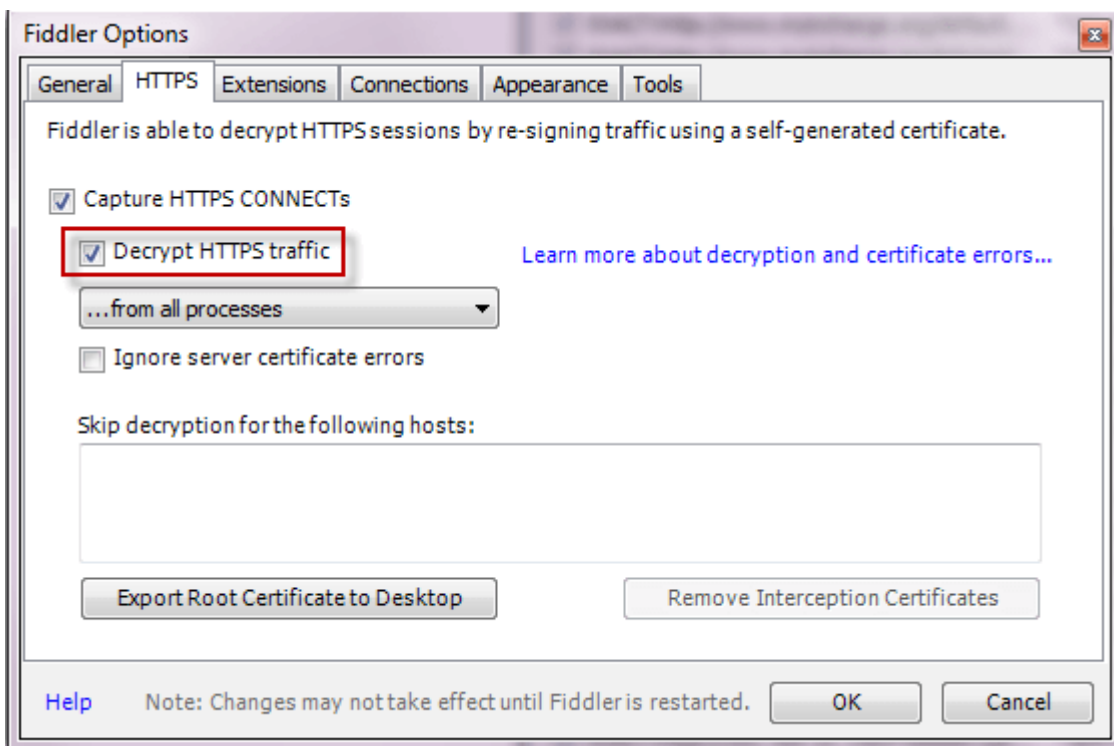 Fiddler Options
General HTTPS Extensions Connections Appearance Tools
Fiddler is able to decrypt HTTPS sessions by re-signing traffic using a self-generated certificate.
Capture HTTPS CONNECTs
Decrypt HTTPS traffic Learn more about decryption and certificate errors...
...from all processes
Ignore server certificate errors
Skip decryption for the following hosts:
Export Root Certificate to Desktop Remove Interception Certificates
Help Note: Changes may not take effect until Fiddler is restarted. OK Cancel